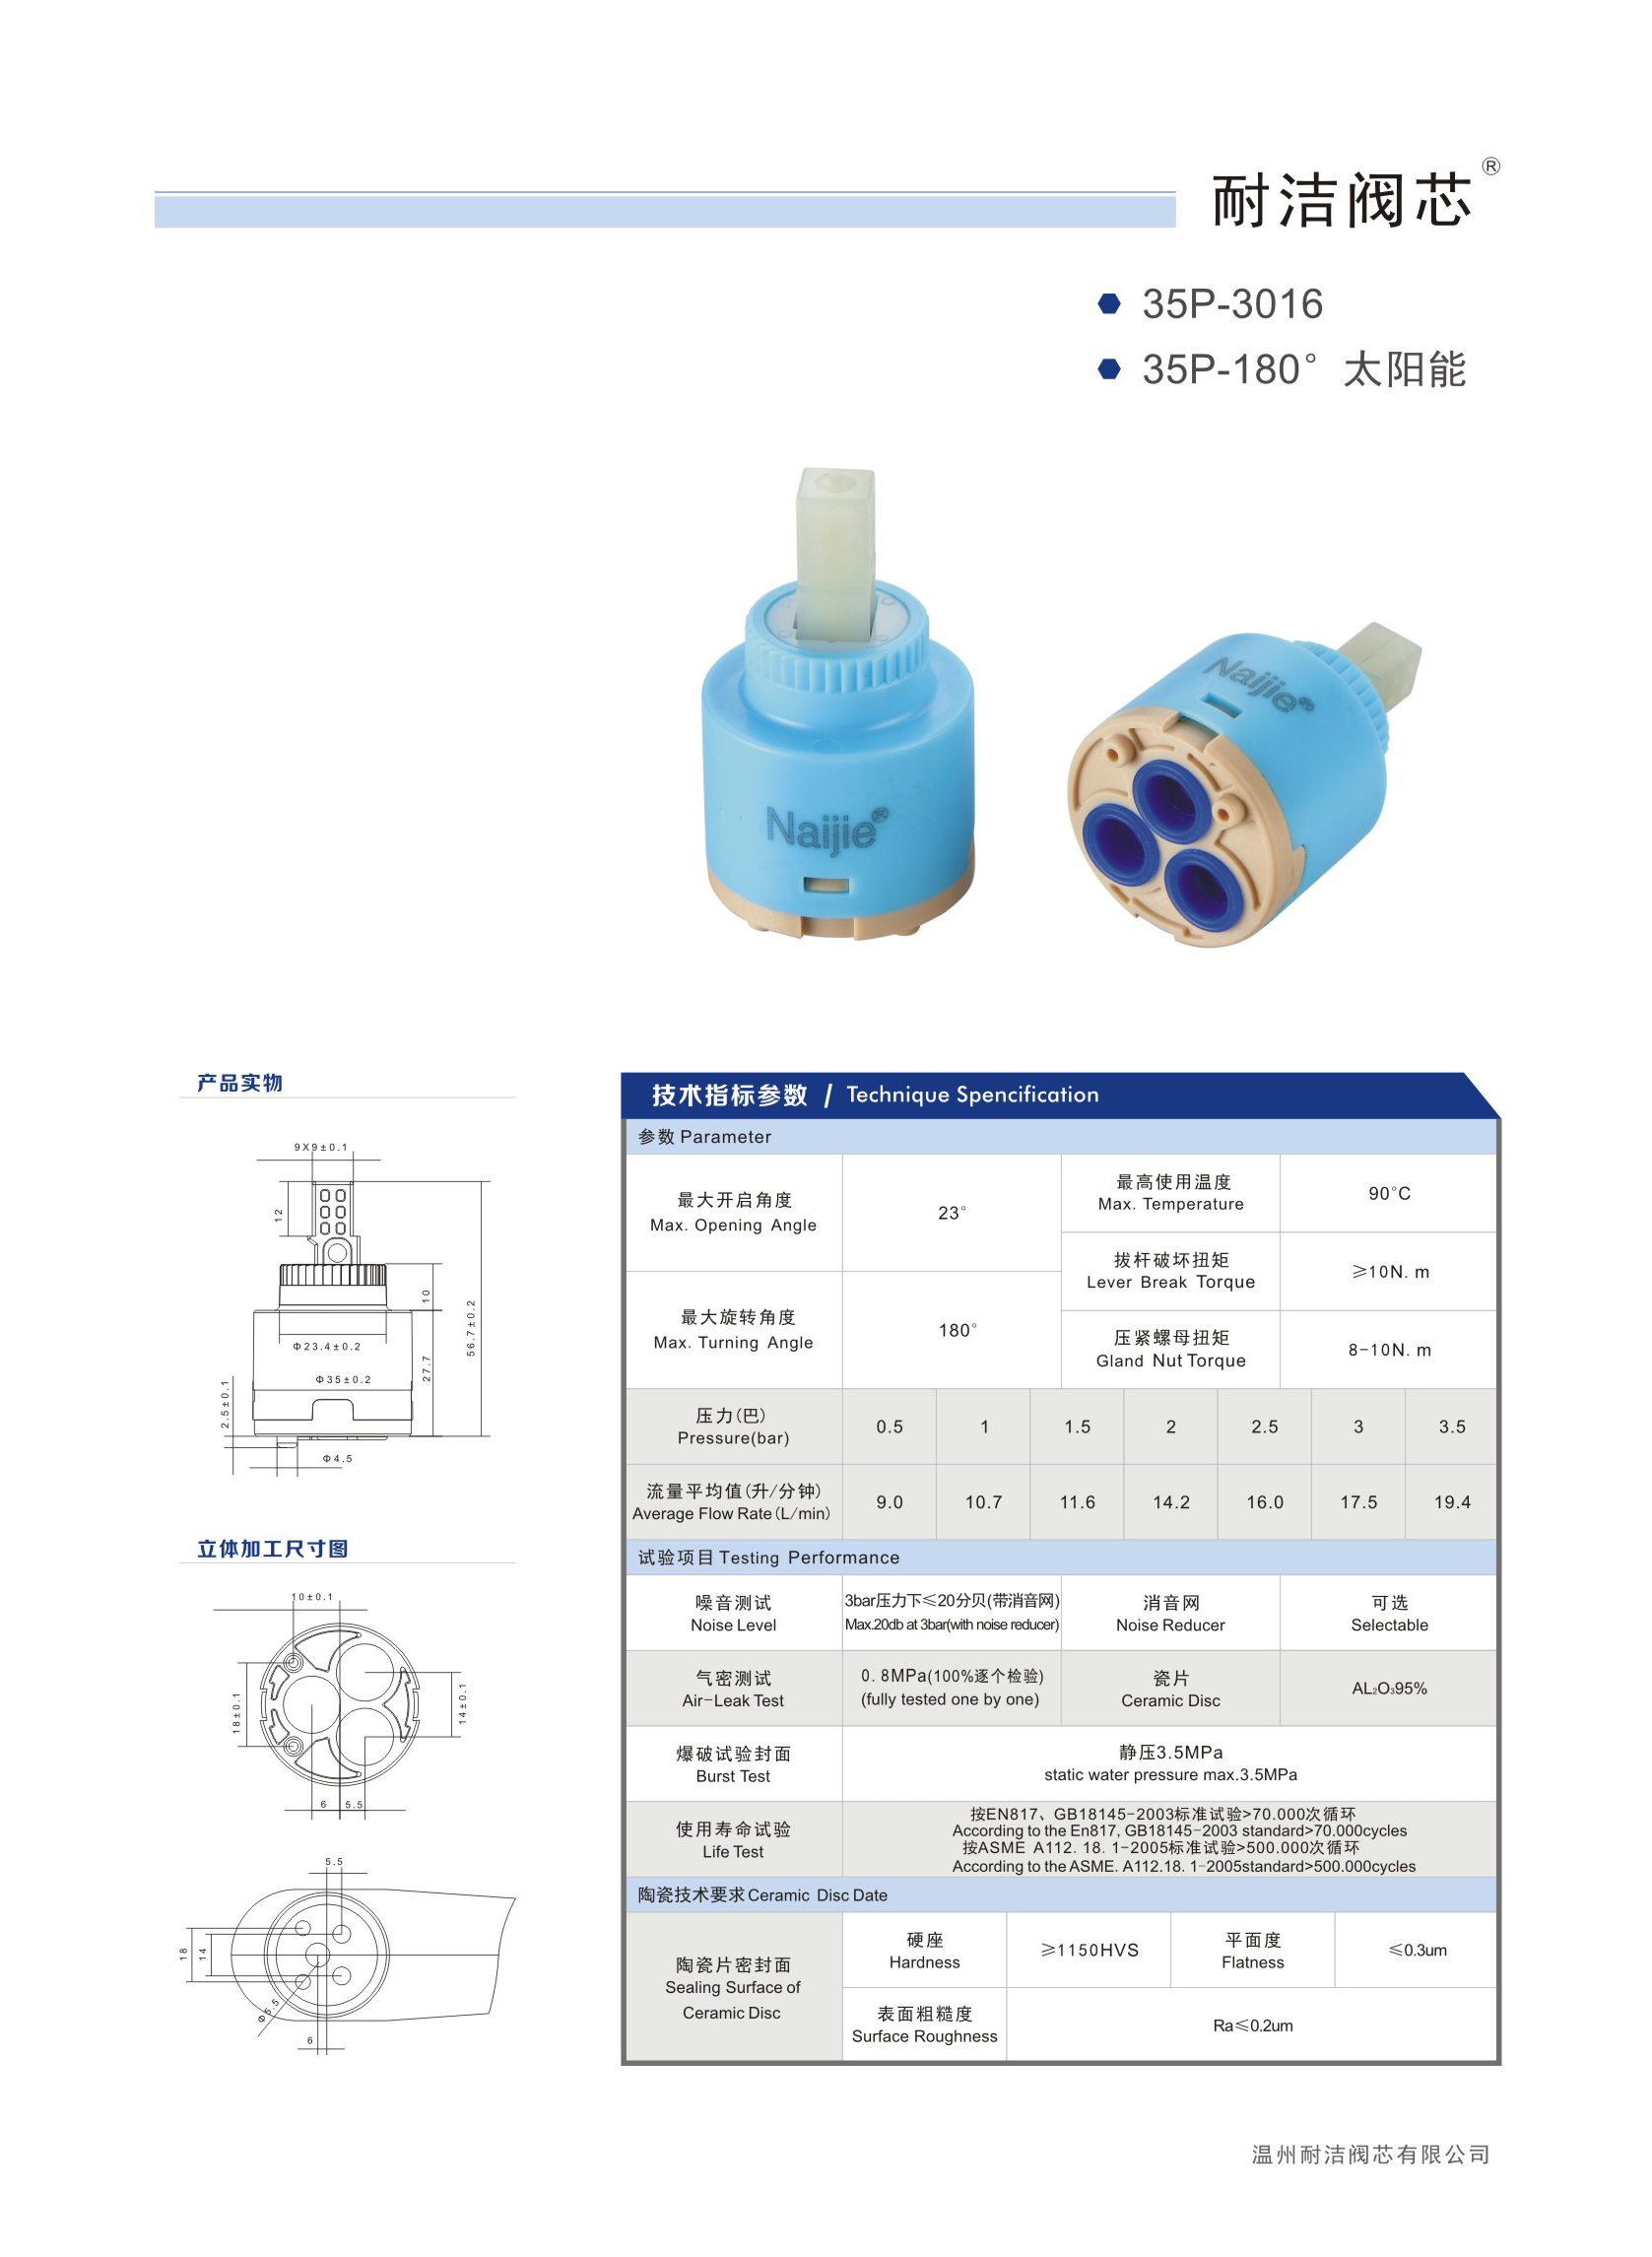 耐洁阀芯®
35P-3016
35P-180°太阳能
Naijie®
Naijie®
产品实物
9X9±0.1
12
10
56.7±0.2
Φ23.4±0.2
27.7
Φ35±0.2
2.5±0.1
Φ4.5
立体加工尺寸图
10±0.1
18±0.1
14±0.1
6 5.5
5.5
18
14
Φ5.5
6
技术指标参数 / Technique Spencification
参数 Parameter
最大开启角度
Max. Opening Angle
23°
最高使用温度
Max. Temperature
90°C
拔杆破坏扭矩
Lever Break Torque
≥10N. m
最大旋转角度
Max. Turning Angle
180°
压紧螺母扭矩
Gland Nut Torque
8-10N. m
压力(巴)
Pressure(bar)
0.5 1 1.5 2 2.5 3 3.5
流量平均值(升/分钟)
Average Flow Rate(L/min)
9.0 10.7 11.6 14.2 16.0 17.5 19.4
试验项目 Testing Performance
噪音测试
Noise Level
3bar压力下≤20分贝(带消音网)
Max.20db at 3bar(with noise reducer)
消音网
Noise Reducer
可选
Selectable
气密测试
Air-Leak Test
0. 8MPa(100%逐个检验)
(fully tested one by one)
瓷片
Ceramic Disc
AL₂O₃95%
爆破试验封面
Burst Test
静压3.5MPa
static water pressure max.3.5MPa
使用寿命试验
Life Test
按EN817、GB18145-2003标准试验>70.000次循环
According to the En817, GB18145-2003 standard>70.000cycles
按ASME A112. 18. 1-2005标准试验>500.000次循环
According to the ASME. A112.18. 1-2005standard>500.000cycles
陶瓷技术要求 Ceramic Disc Date
陶瓷片密封面
Sealing Surface of
Ceramic Disc
硬座
Hardness
≥1150HVS
平面度
Flatness
≤0.3um
表面粗糙度
Surface Roughness
Ra≤0.2um
温州耐洁阀芯有限公司